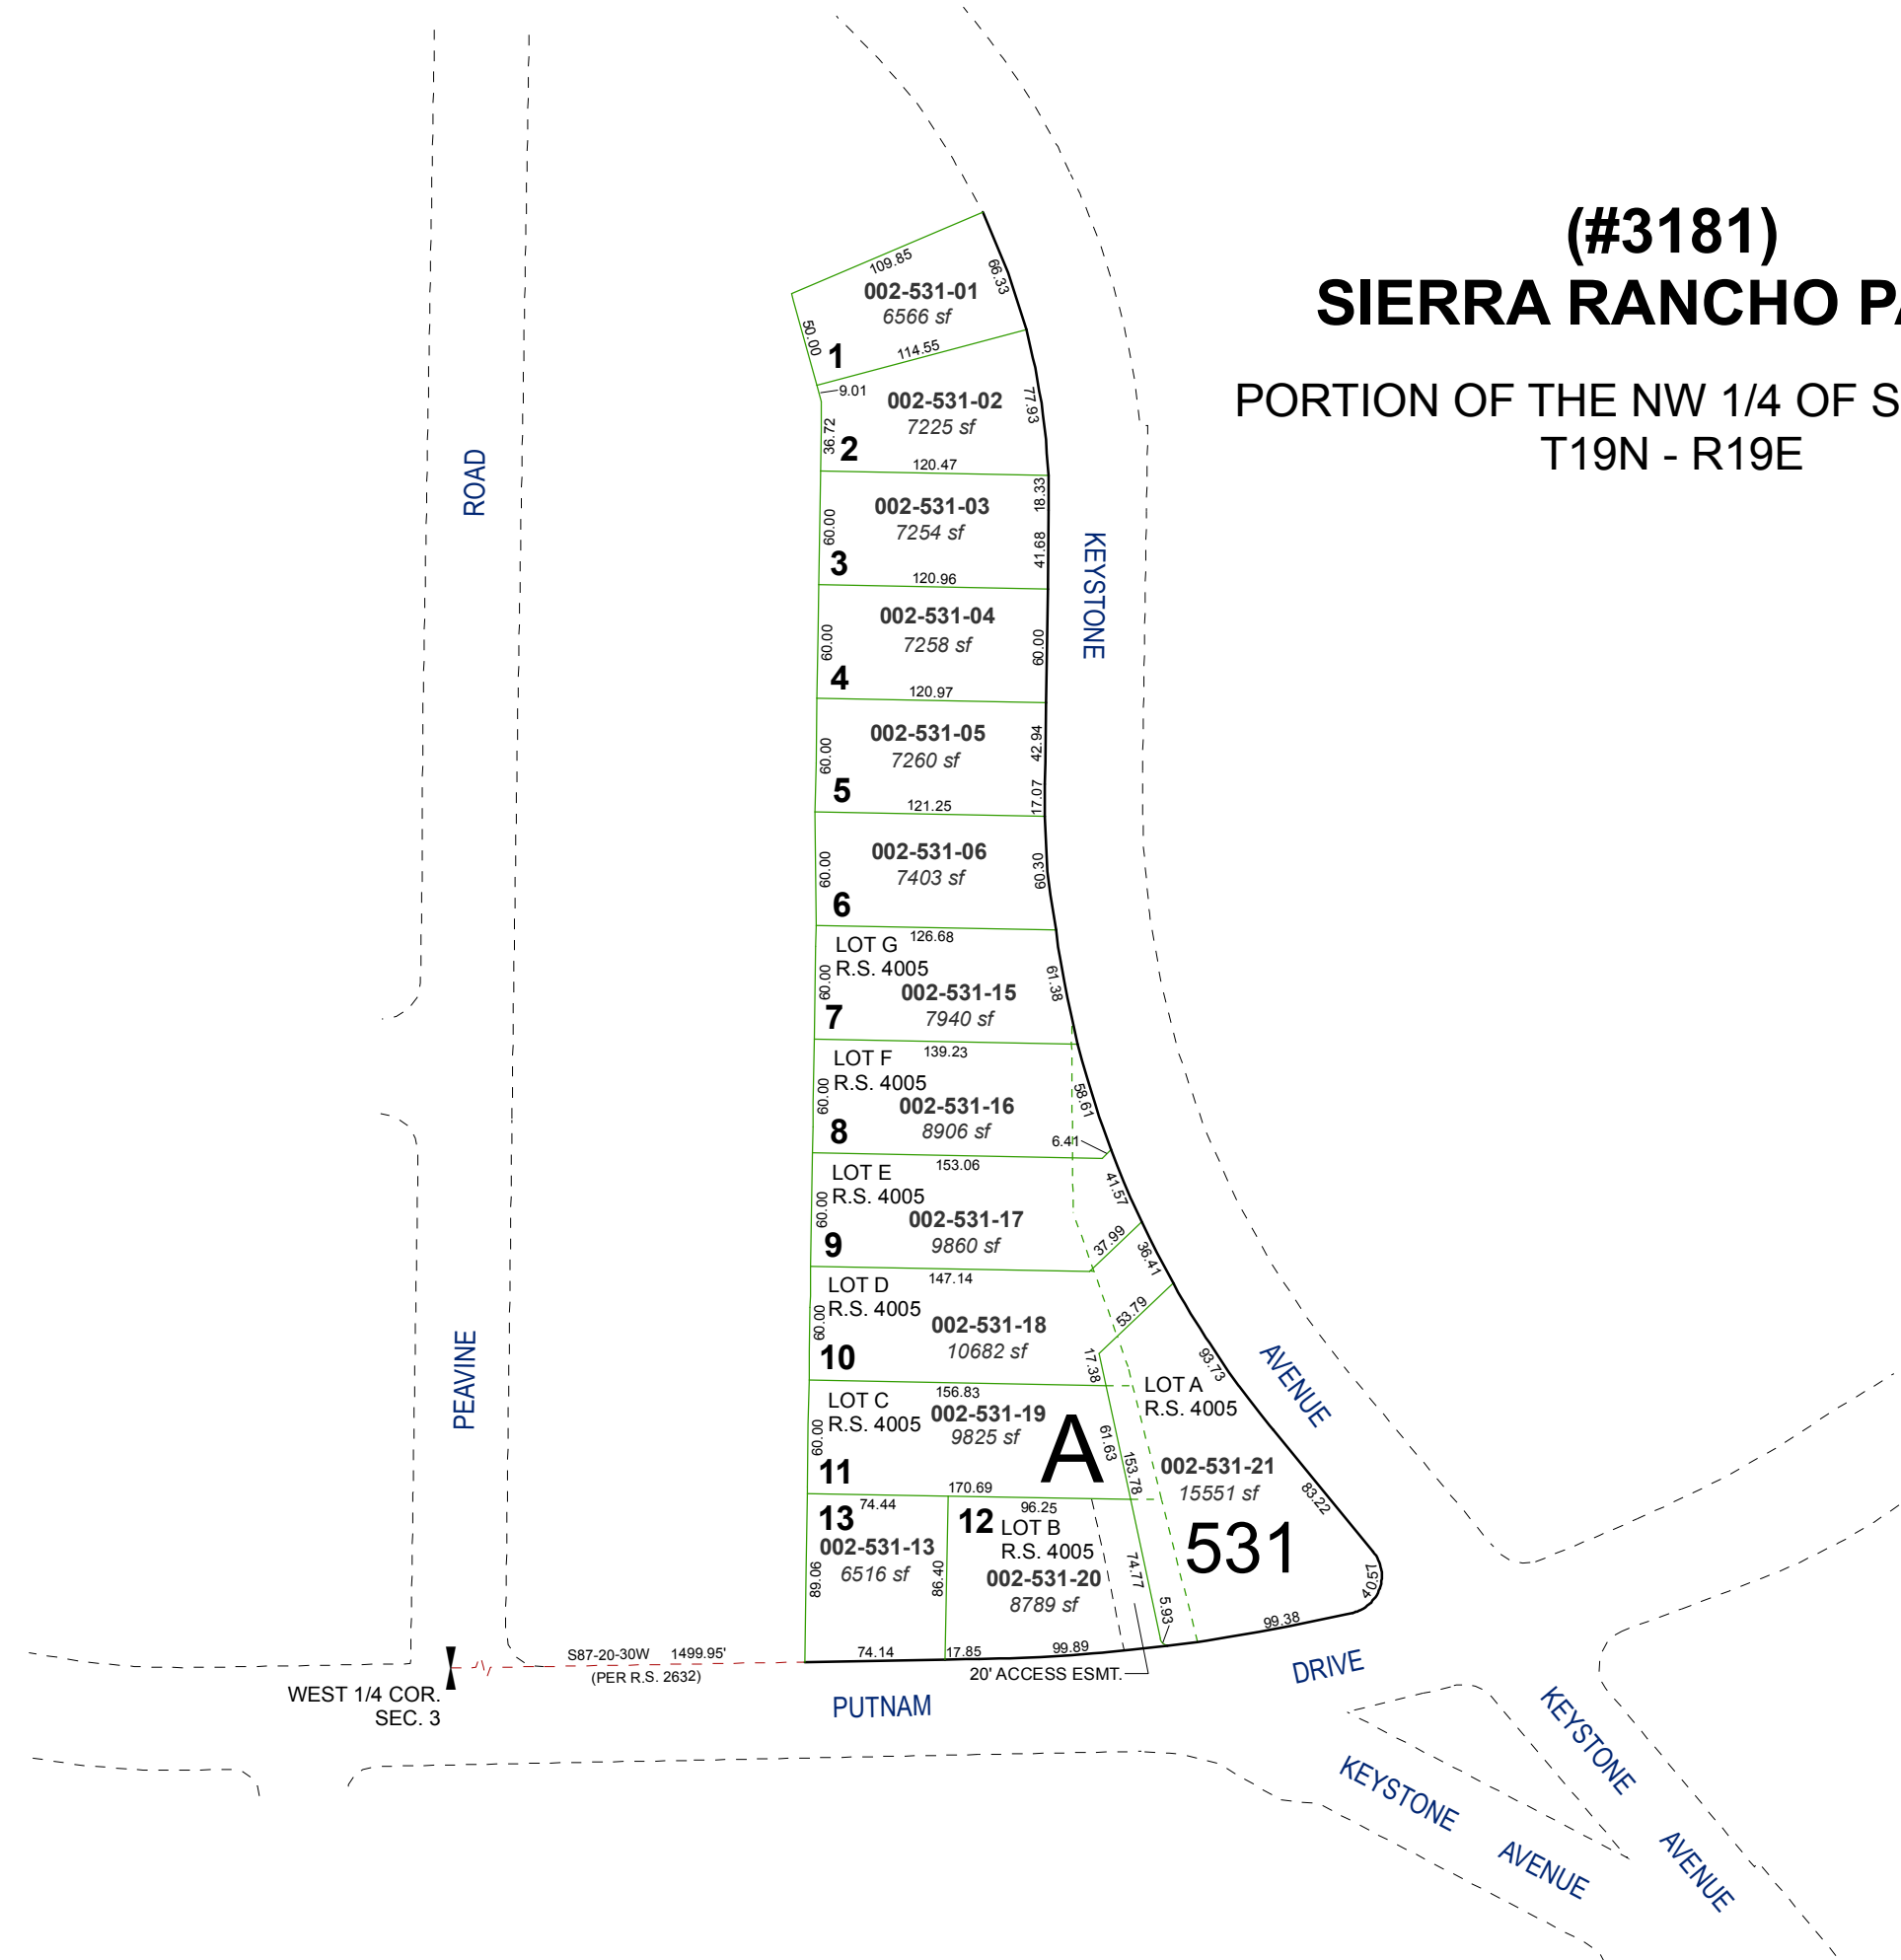 (#3181)
SIERRA RANCHO
PORTION OF THE NW 1/4 OF
T19N - R19E
109.85
66.33
002-531-01
6566 sf
50.00
1
114.55
9.01
002-531-02
7225 sf
77.93
36.72
2
120.47
18.33
002-531-03
7254 sf
60.00
41.68
3
120.96
002-531-04
7258 sf
60.00
60.00
4
120.97
002-531-05
7260 sf
60.00
42.94
17.07
5
121.25
002-531-06
7403 sf
60.00
60.30
6
126.68
LOT G
R.S. 4005
60.00
61.38
002-531-15
7940 sf
7
139.23
LOT F
R.S. 4005
60.00
58.61
002-531-16
8906 sf
8
6.41
153.06
LOT E
R.S. 4005
60.00
41.57
002-531-17
9860 sf
9
37.99
36.41
147.14
LOT D
R.S. 4005
60.00
53.79
002-531-18
10682 sf
10
17.38
93.73
156.83
LOT C
R.S. 4005
60.00
002-531-19
9825 sf
11
A
61.63
153.78
170.69
LOT A
R.S. 4005
002-531-21
15551 sf
83.22
531
40.57
99.38
13
74.44
002-531-13
6516 sf
89.06
86.40
74.14
12
96.25
LOT B
R.S. 4005
002-531-20
8789 sf
74.77
5.93
17.85
99.89
20' ACCESS ESMT.
S87-20-30W 1499.95'
(PER R.S. 2632)
WEST 1/4 COR.
SEC. 3
PEAVINE
ROAD
KEYSTONE
AVENUE
PUTNAM
DRIVE
KEYSTONE
AVENUE
KEYSTONE
AVENUE